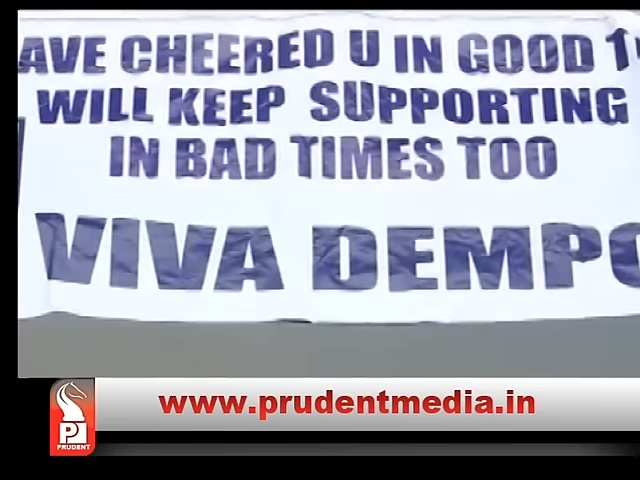 AVE CHEERED U IN GOOD
WILL KEEP SUPPORTING
IN BAD TIMES TOO
VIVA DEMPO
www.prudentmedia.in
PRUDENT